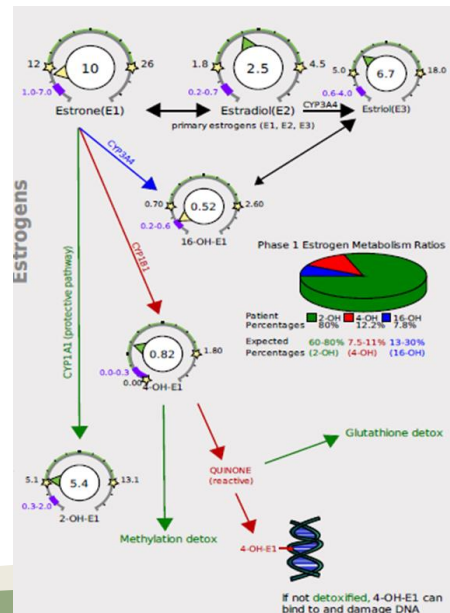 12
10
26
1.0-7.0
Estrone(E1)
1.8
2.5
4.5
0.2-0.7
Estradiol(E2)
CYP3A4
5.0
6.7
18.0
0.6-4.0
Estriol(E3)
primary estrogens (E1, E2, E3)
CYP3A4
0.70
0.52
2.60
0.2-0.6
16-OH-E1
Estrogens
CYP1A1 (protective pathway)
CYP1B1
Phase 1 Estrogen Metabolism Ratios
Patient 2-OH 4-OH 16-OH
Percentages 80% 12.2% 7.8%
Expected 60-80% 7.5-11% 13-30%
Percentages (2-OH) (4-OH) (16-OH)
0.82
1.80
0.0-0.3
0.00
4-OH-E1
5.1
5.4
13.1
0.3-2.0
2-OH-E1
Methylation detox
QUINONE
(reactive)
Glutathione detox
4-OH-E1
If not detoxified, 4-OH-E1 can
bind to and damage DNA